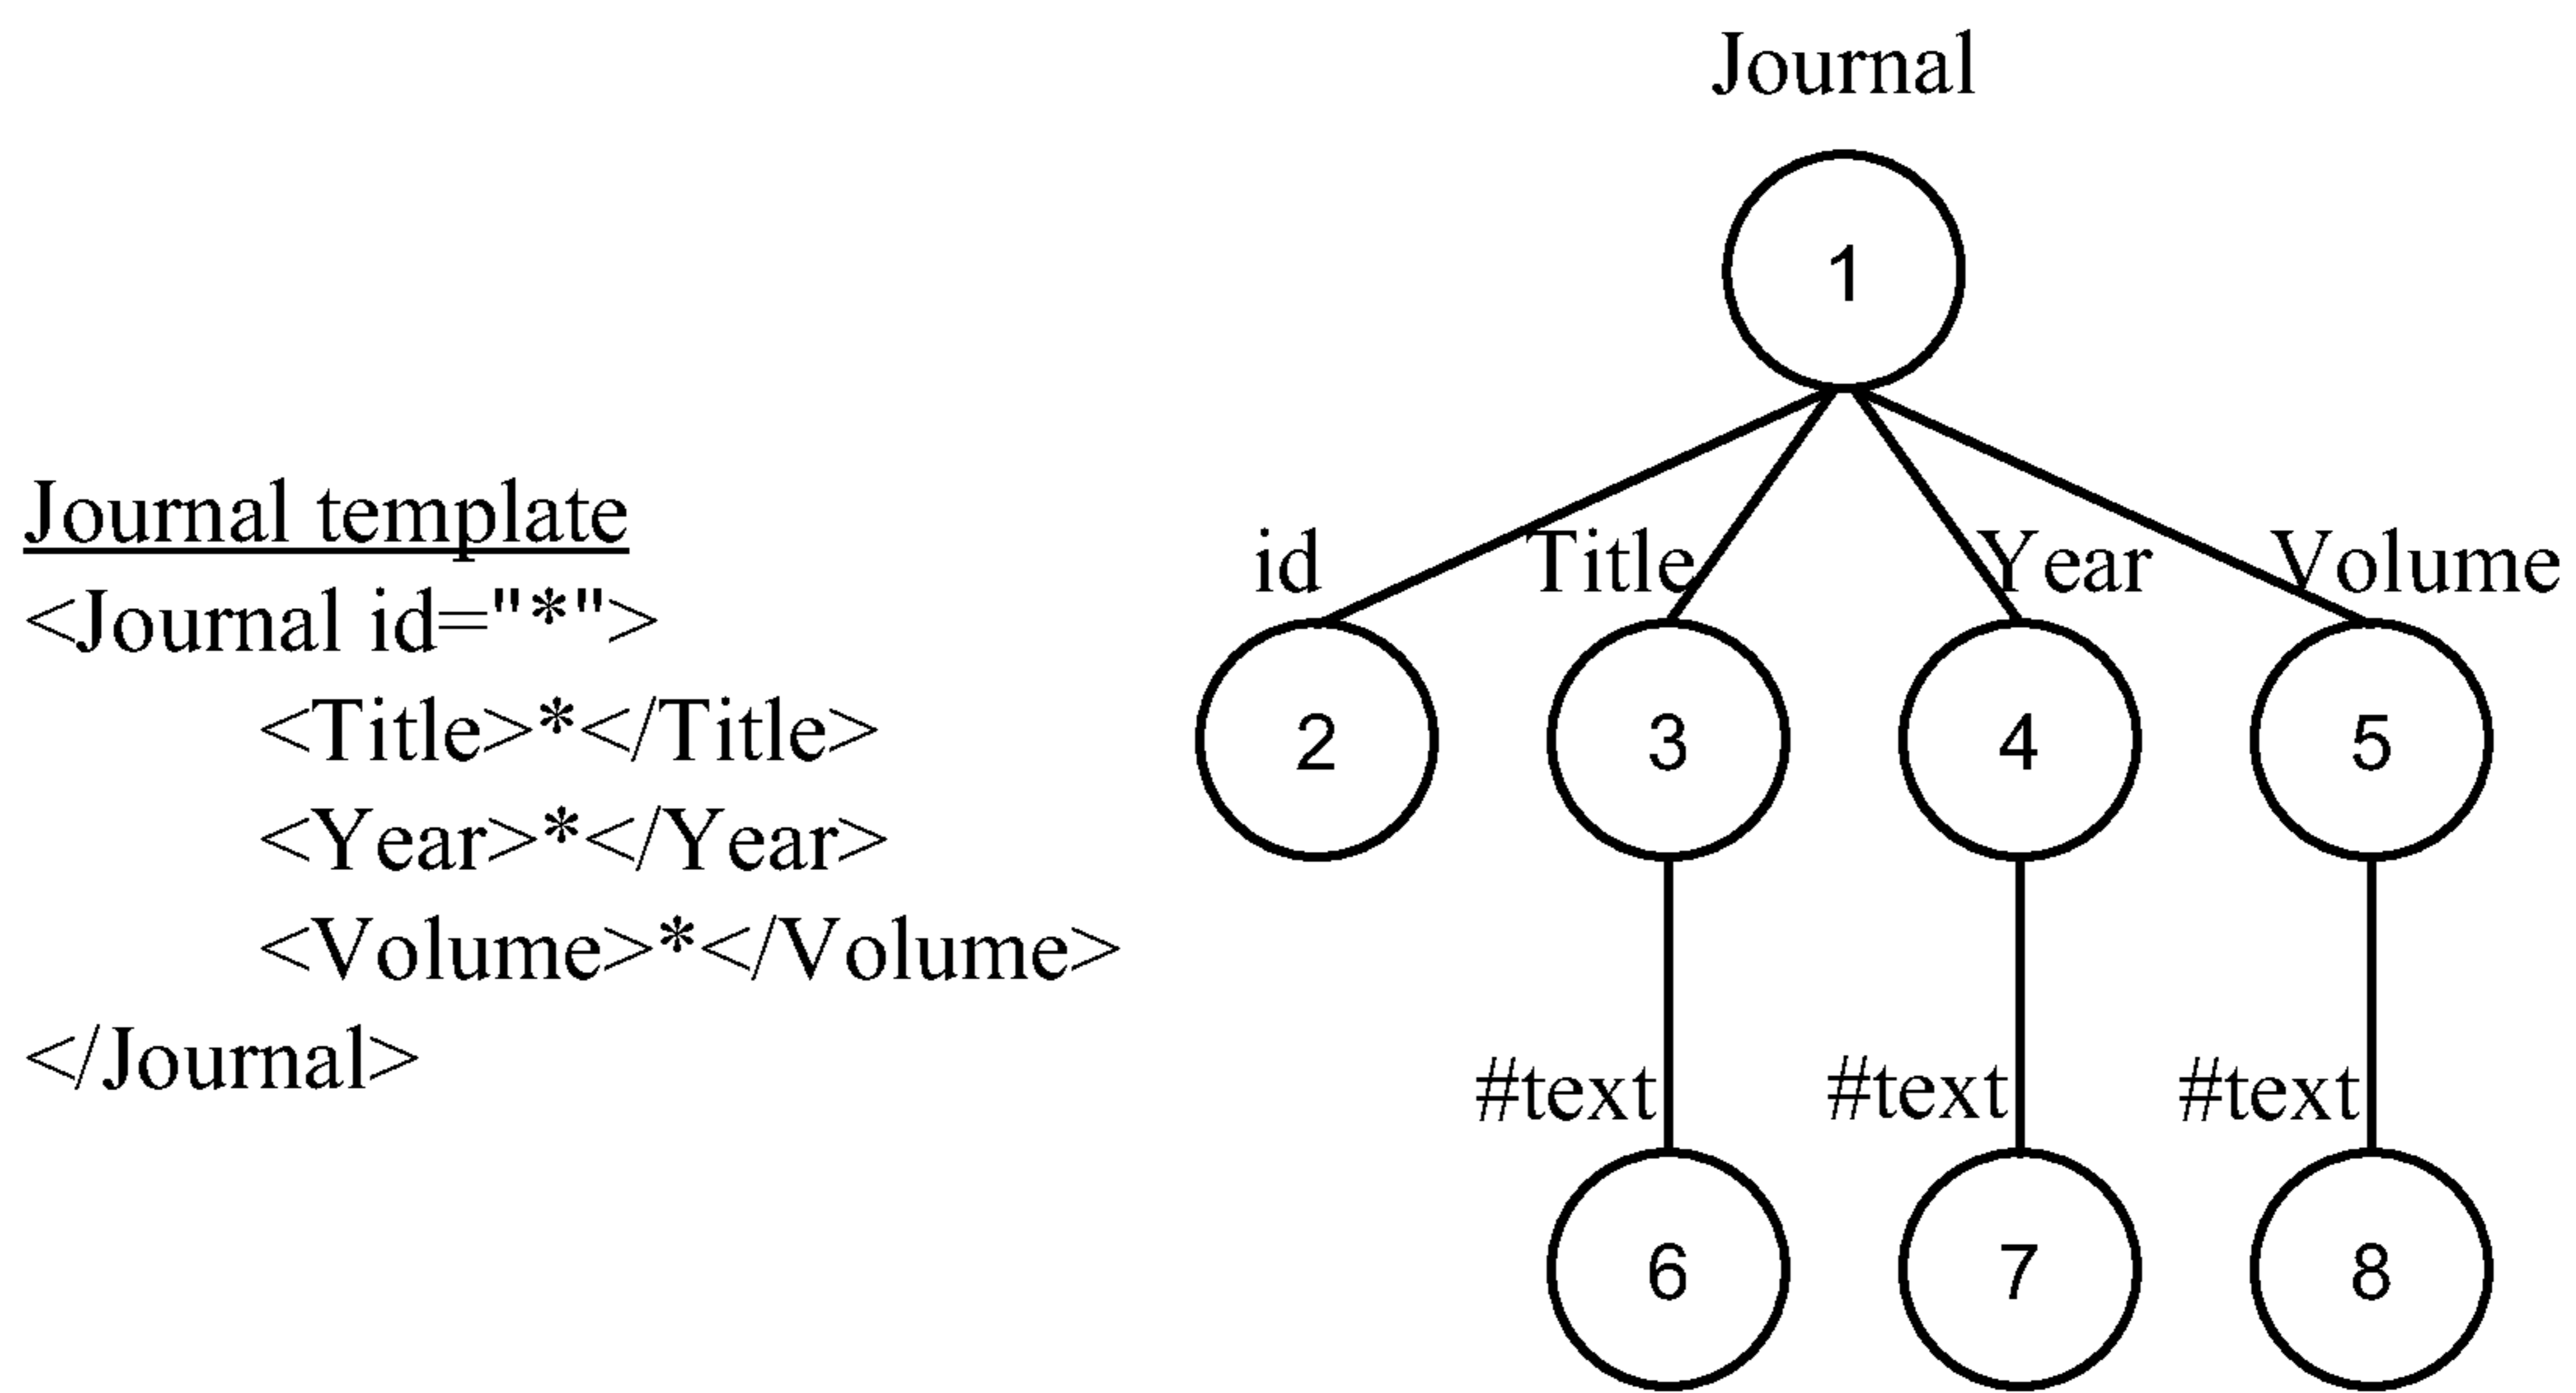 Journal template
<Journal id="*">
<Title>*</Title>
<Year>*</Year>
<Volume>*</Volume>
</Journal>
Journal
1
id Title Year Volume
2 3 4 5
#text #text #text
6 7 8